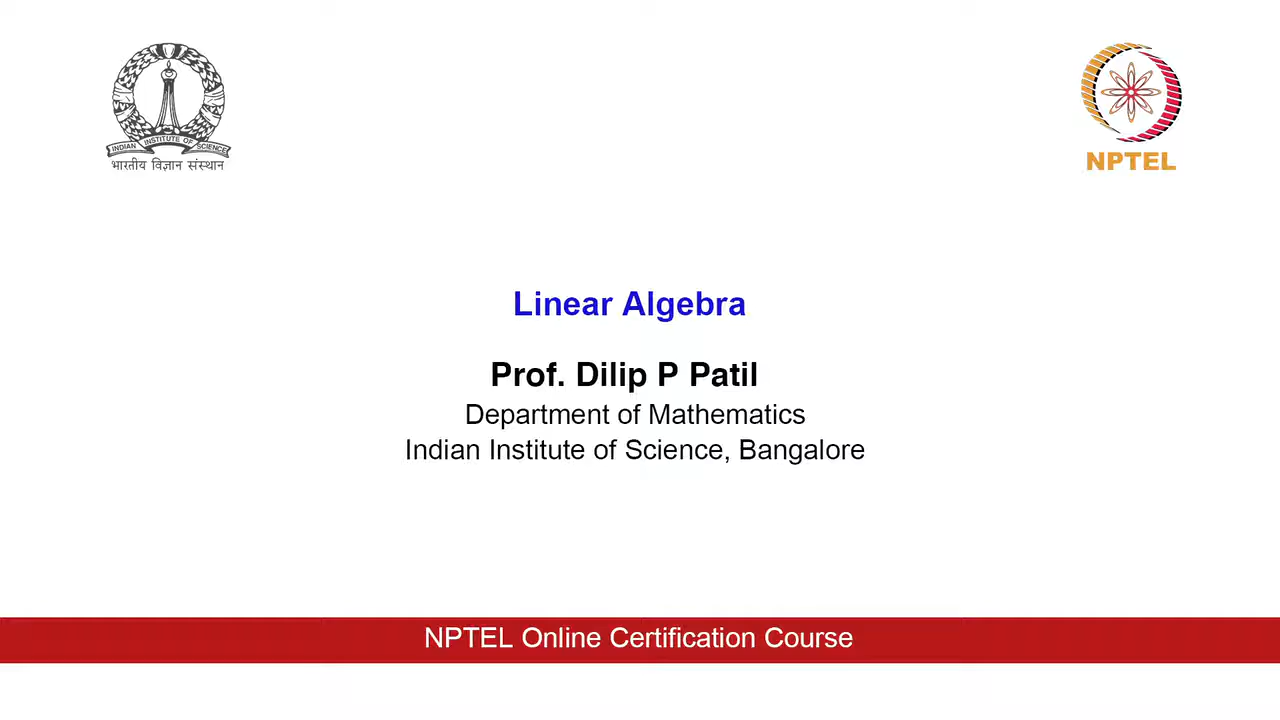 INDIAN INSTITUTE OF SCIENCE
भारतीय विज्ञान संस्थान
NPTEL
Linear Algebra
Prof. Dilip P Patil
Department of Mathematics
Indian Institute of Science, Bangalore
NPTEL Online Certification Course